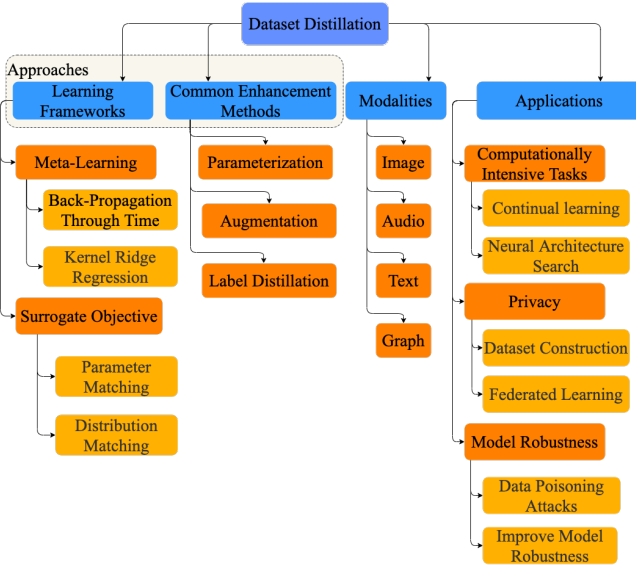 Dataset Distillation
Approaches
Learning
Frameworks
Common Enhancement
Methods
Modalities
Applications
Meta-Learning
Back-Propagation
Through Time
Kernel Ridge
Regression
Surrogate Objective
Parameter
Matching
Distribution
Matching
Parameterization
Augmentation
Label Distillation
Image
Audio
Text
Graph
Computationally
Intensive Tasks
Continual learning
Neural Architecture
Search
Privacy
Dataset Construction
Federated Learning
Model Robustness
Data Poisoning
Attacks
Improve Model
Robustness